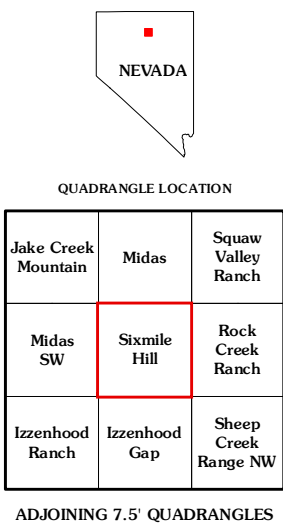 NEVADA
QUADRANGLE LOCATION
Jake Creek
Mountain
Midas
Squaw
Valley
Ranch
Midas
SW
Sixmile
Hill
Rock
Creek
Ranch
Izzenhood
Ranch
Izzenhood
Gap
Sheep
Creek
Range NW
ADJOINING 7.5' QUADRANGLES